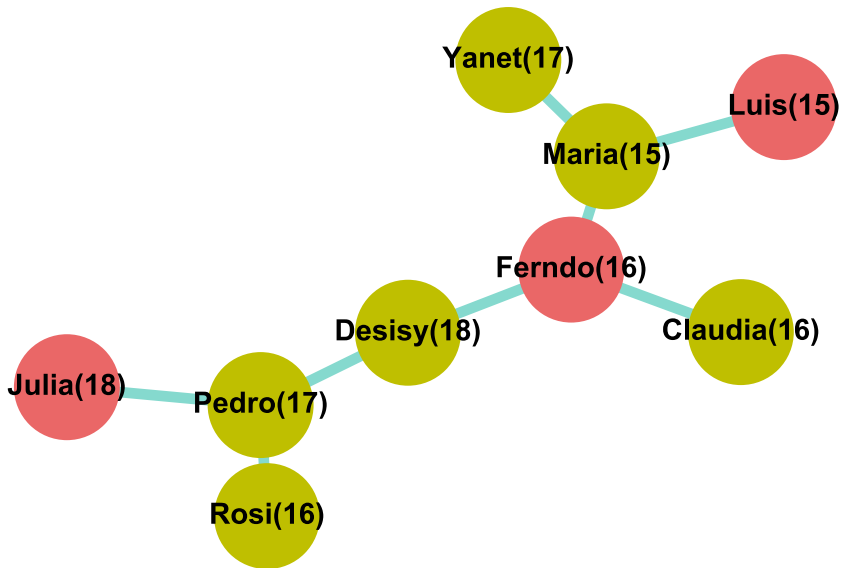 Yanet(17)
Luis(15)
Maria(15)
Ferndo(16)
Desisy(18)
Claudia(16)
Julia(18)
Pedro(17)
Rosi(16)